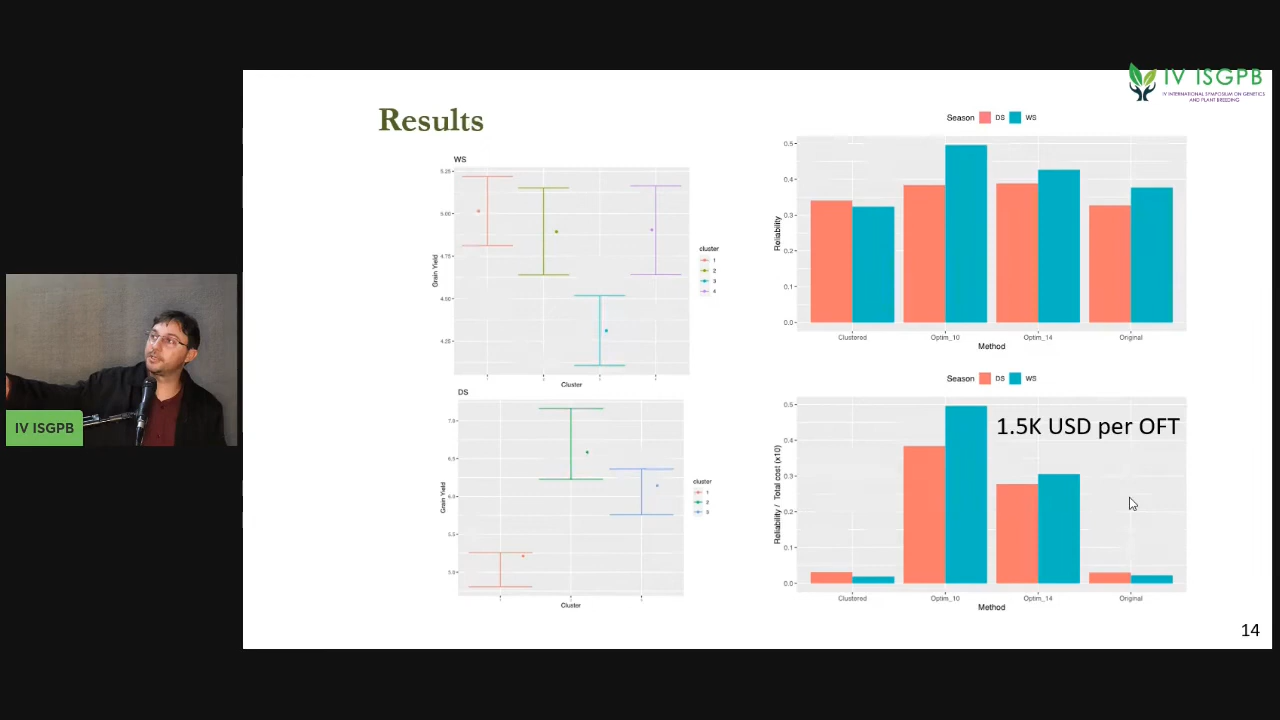 IV ISGPB
IV INTERNATIONAL SYMPOSIUM ON GENETICS
AND PLANT BREEDING
Results
WS
5.25
5.00
4.75
4.50
4.25
Grain Yield
Cluster
cluster
1
2
3
4
DS
7.0
6.5
6.0
5.5
5.0
Grain Yield
Cluster
cluster
1
2
3
Season DS WS
0.5
0.4
0.3
0.2
0.1
0.0
Reliability
Clustered Optim_10 Optim_14 Original
Method
Season DS WS
1.5K USD per OFT
0.5
0.4
0.3
0.2
0.1
0.0
Reliability / Total cost (x10)
Clustered Optim_10 Optim_14 Original
Method
14
IV ISGPB